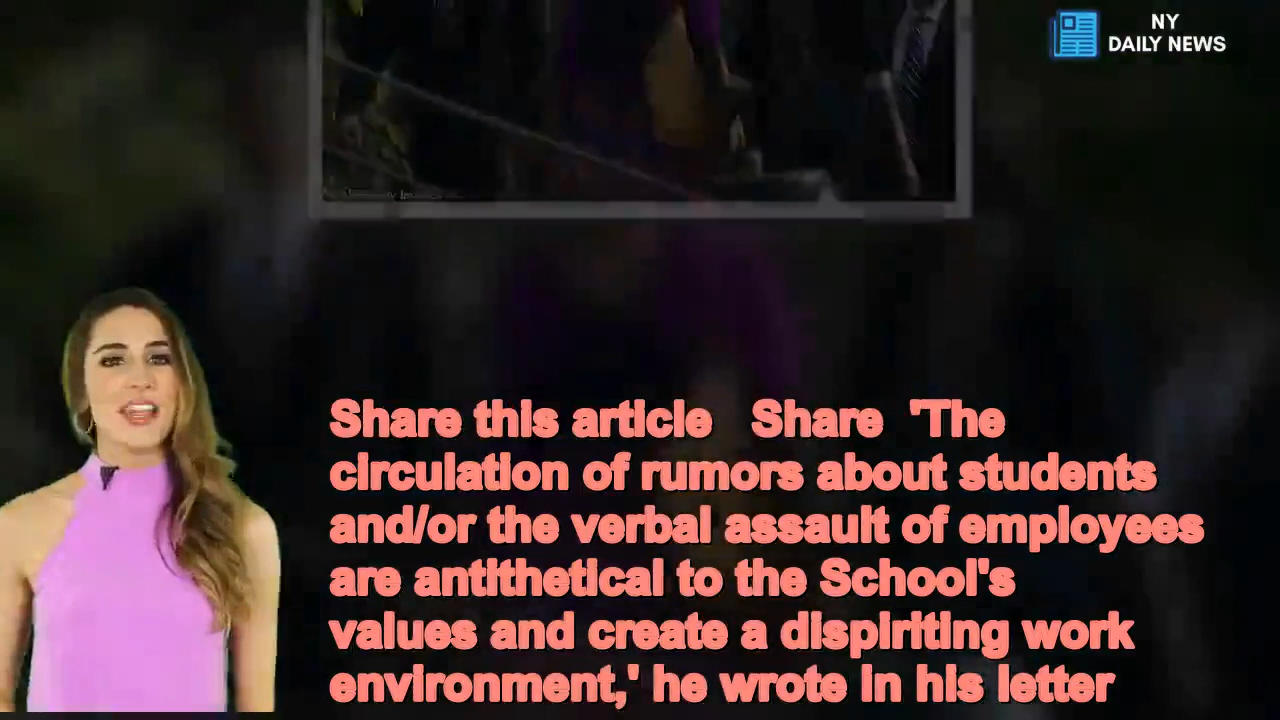 NY
DAILY NEWS
Share this article Share 'The
circulation of rumors about students
and/or the verbal assault of employees
are antithetical to the School's
values and create a dispiriting work
environment,' he wrote in his letter